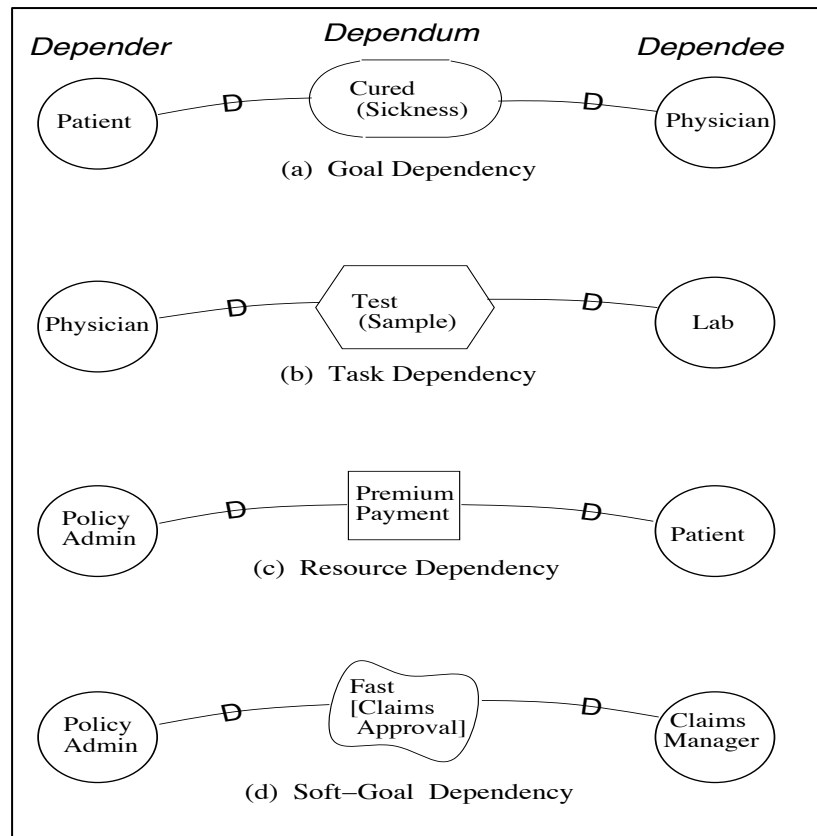 Depender
Dependum
Dependee
Patient
D
Cured
(Sickness)
D
Physician
(a) Goal Dependency
Physician
D
Test
(Sample)
D
Lab
(b) Task Dependency
Policy
Admin
D
Premium
Payment
D
Patient
(c) Resource Dependency
Policy
Admin
D
Fast
[Claims
Approval]
D
Claims
Manager
(d) Soft–Goal Dependency